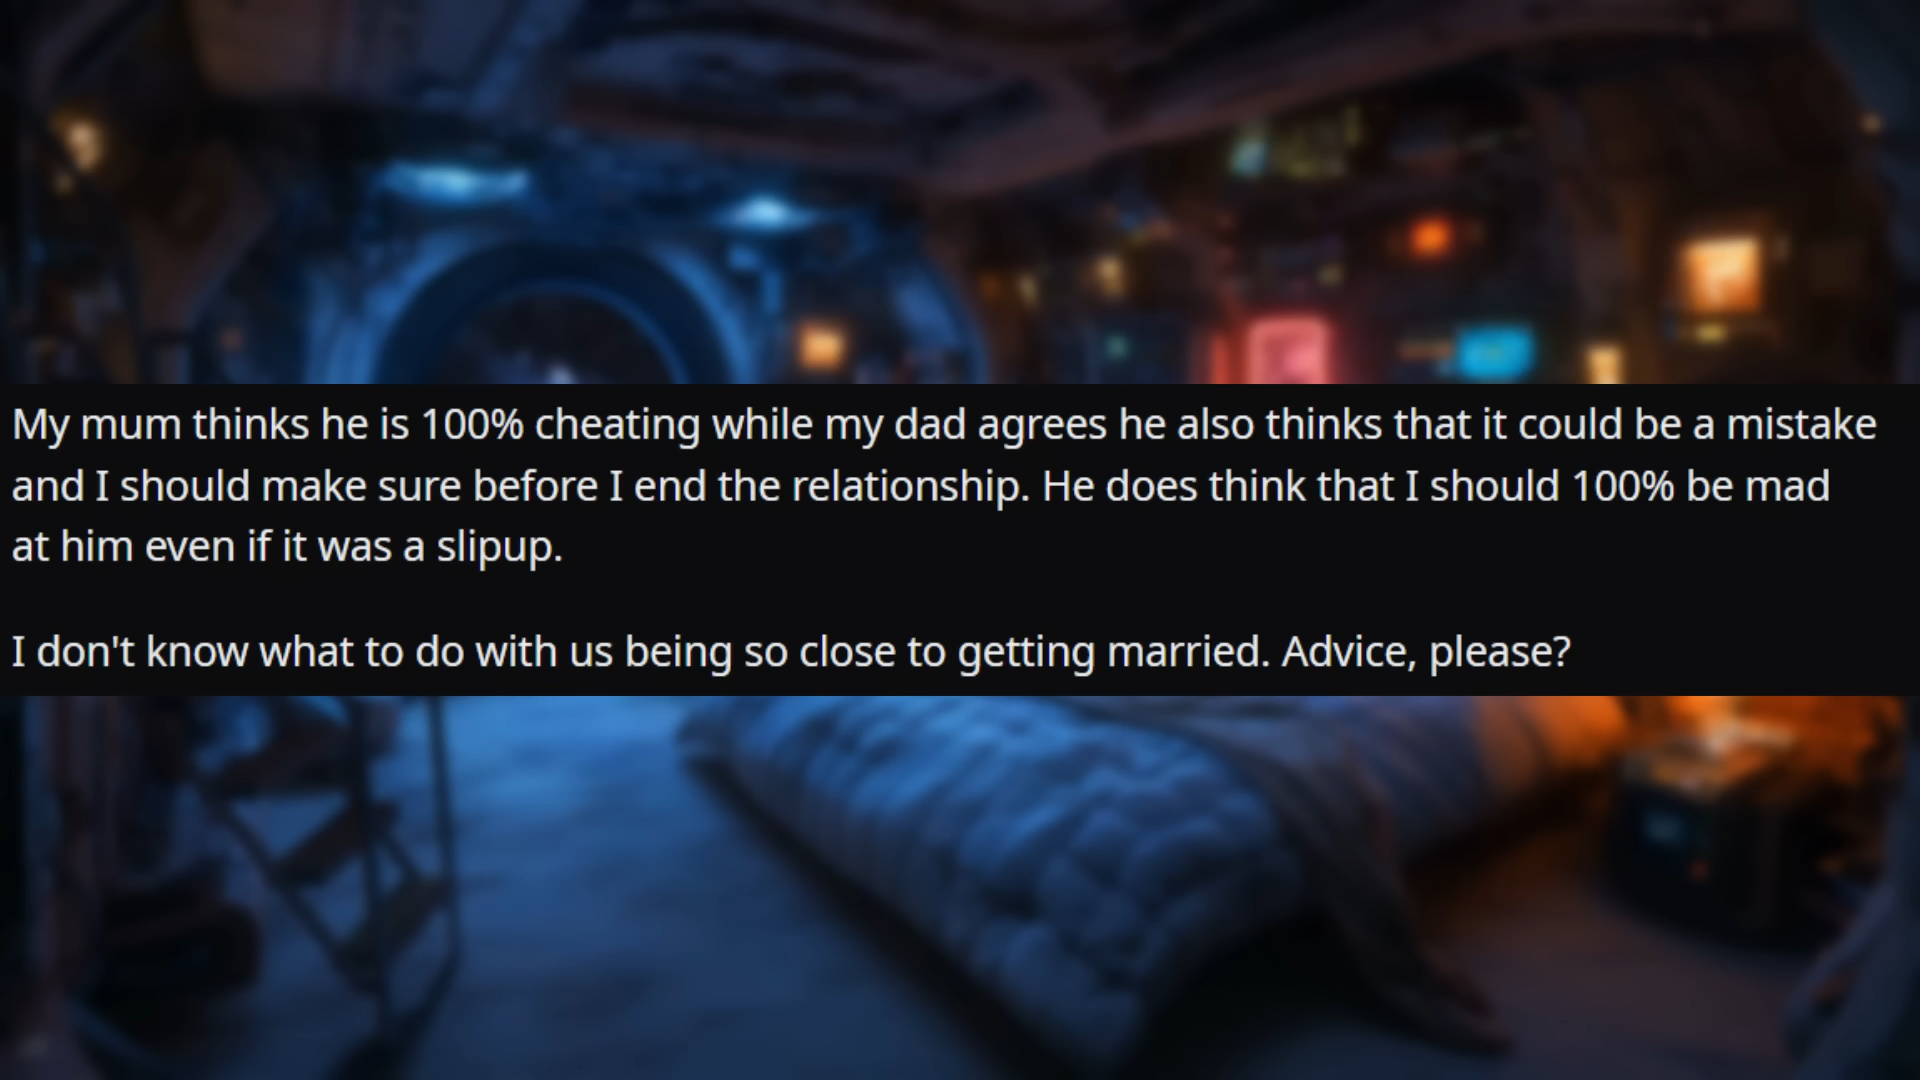 My mum thinks he is 100% cheating while my dad agrees he also thinks that it could be a mistake
and I should make sure before I end the relationship. He does think that I should 100% be mad
at him even if it was a slipup.
I don't know what to do with us being so close to getting married. Advice, please?